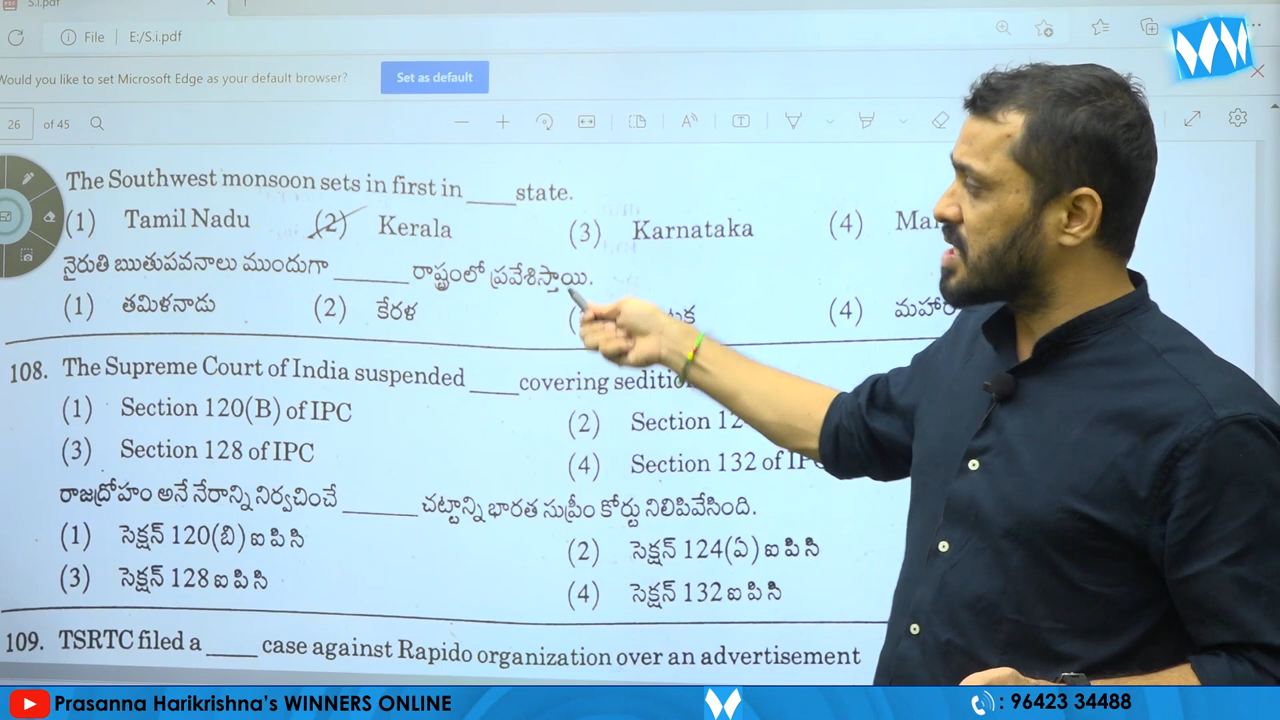 S.i.pdf
File | E:/S.i.pdf
Would you like to set Microsoft Edge as your default browser? Set as default
26 of 45
The Southwest monsoon sets in first in ____ state.
(1) Tamil Nadu (2) Kerala (3) Karnataka (4)
నైరుతి ఋతుపవనాలు ముందుగా ______ రాష్ట్రంలో ప్రవేశిస్తాయి.
(1) తమిళనాడు (2) కేరళ (4)
108. The Supreme Court of India suspended ____ covering
(1) Section 120(B) of IPC (2) Section
(3) Section 128 of IPC (4) Section 132 of
రాజద్రోహం అనే నేరాన్ని నిర్వచించే ______ చట్టాన్ని భారత సుప్రీం కోర్టు నిలిపివేసింది.
(1) సెక్షన్ 120(బి) ఐ పి సి (2) సెక్షన్ 124(ఏ) ఐ పి సి
(3) సెక్షన్ 128 ఐ పి సి (4) సెక్షన్ 132 ఐ పి సి
109. TSRTC filed a ____ case against Rapido organization over an advertisement
Prasanna Harikrishna's WINNERS ONLINE
: 96423 34488